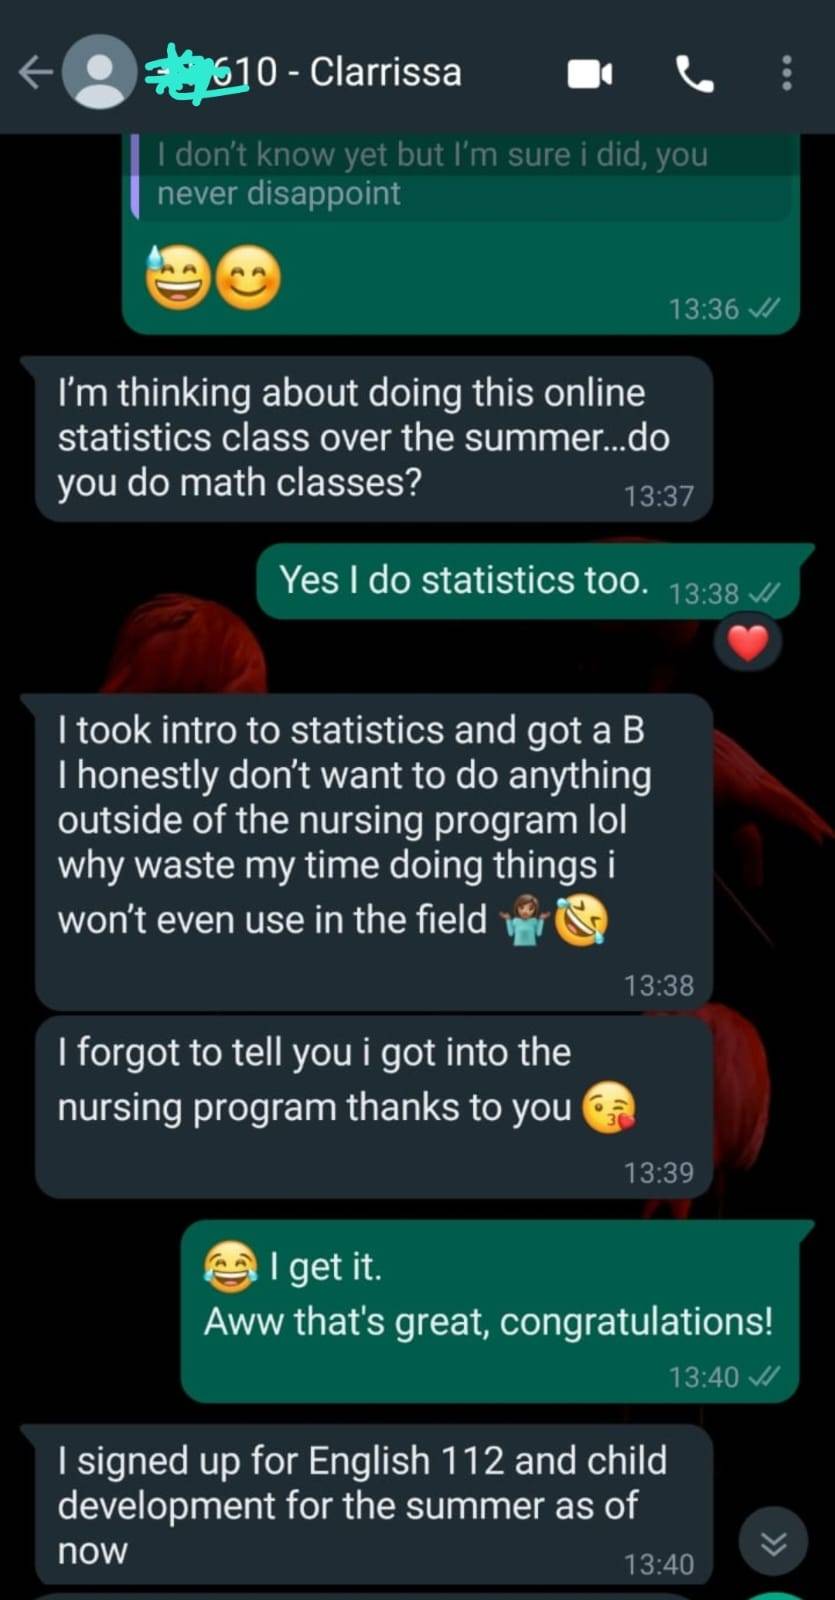 610 - Clarrissa
I don't know yet but I'm sure i did, you
never disappoint
13:36
I'm thinking about doing this online
statistics class over the summer...do
you do math classes?
13:37
Yes I do statistics too.
13:38
I took intro to statistics and got a B
I honestly don't want to do anything
outside of the nursing program lol
why waste my time doing things i
won't even use in the field 🤷🏽‍♀️🤣
13:38
I forgot to tell you i got into the
nursing program thanks to you 😘
13:39
😂 I get it.
Aww that's great, congratulations!
13:40
I signed up for English 112 and child
development for the summer as of
now
13:40